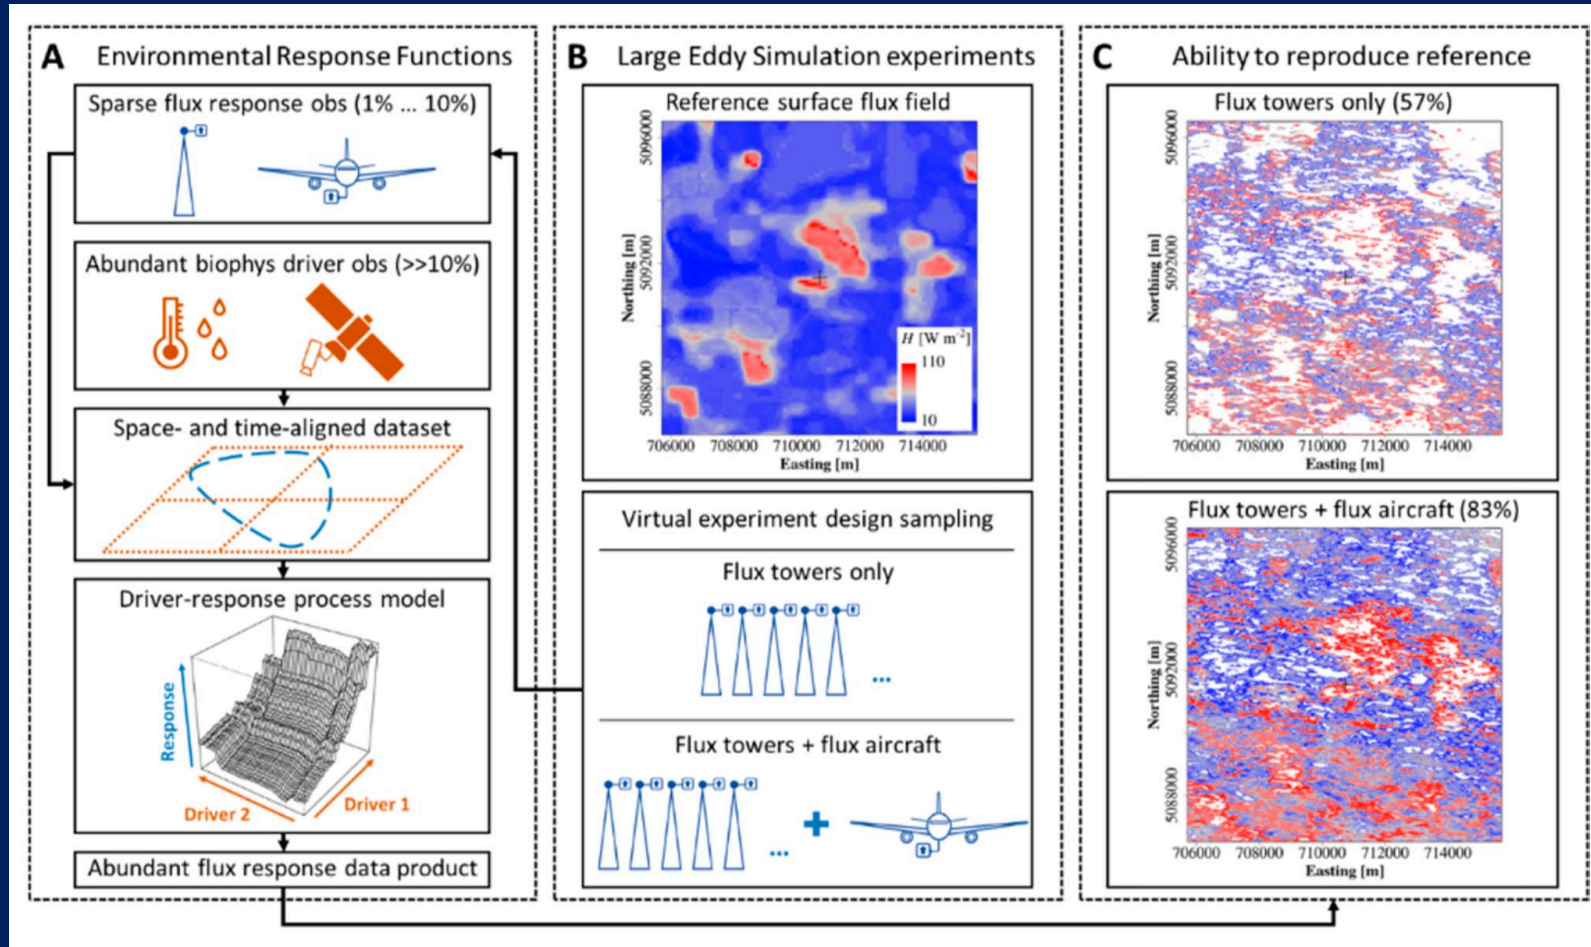 A Environmental Response Functions
Sparse flux response obs (1% ... 10%)
Abundant biophys driver obs (>>10%)
Space- and time-aligned dataset
Driver-response process model
Response
Driver 2
Driver 1
Abundant flux response data product
B Large Eddy Simulation experiments
Reference surface flux field
Northing [m]
5096000
5092000
5088000
H [W m-2]
110
10
706000 708000 710000 712000 714000
Easting [m]
Virtual experiment design sampling
Flux towers only
...
Flux towers + flux aircraft
... +
C Ability to reproduce reference
Flux towers only (57%)
Northing [m]
5096000
5092000
5088000
706000 708000 710000 712000 714000
Easting [m]
Flux towers + flux aircraft (83%)
Northing [m]
5096000
5092000
5088000
706000 708000 710000 712000 714000
Easting [m]